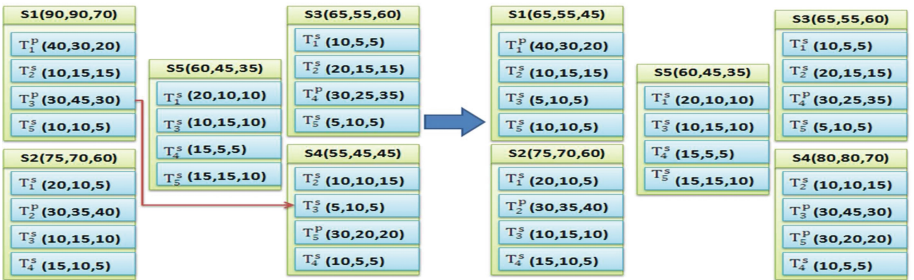 S1(90,90,70)
T₁ᵖ (40,30,20)
T₂ˢ (10,15,15)
T₃ᵖ (30,45,30)
T₅ˢ (10,10,5)
S2(75,70,60)
T₁ˢ (20,10,5)
T₂ᵖ (30,35,40)
T₃ˢ (10,15,10)
T₄ˢ (15,10,5)
S5(60,45,35)
T₁ˢ (20,10,10)
T₃ˢ (10,15,10)
T₄ˢ (15,5,5)
T₅ˢ (15,15,10)
S3(65,55,60)
T₁ˢ (10,5,5)
T₂ˢ (20,15,15)
T₄ᵖ (30,25,35)
T₅ˢ (5,10,5)
S4(55,45,45)
T₂ˢ (10,10,15)
T₃ˢ (5,10,5)
T₅ᵖ (30,20,20)
T₄ˢ (10,5,5)
S1(65,55,45)
T₁ᵖ (40,30,20)
T₂ˢ (10,15,15)
T₃ˢ (5,10,5)
T₅ˢ (10,10,5)
S2(75,70,60)
T₁ˢ (20,10,5)
T₂ᵖ (30,35,40)
T₃ˢ (10,15,10)
T₄ˢ (15,10,5)
S5(60,45,35)
T₁ˢ (20,10,10)
T₃ˢ (10,15,10)
T₄ˢ (15,5,5)
T₅ˢ (15,15,10)
S3(65,55,60)
T₁ˢ (10,5,5)
T₂ˢ (20,15,15)
T₄ᵖ (30,25,35)
T₅ˢ (5,10,5)
S4(80,80,70)
T₂ˢ (10,10,15)
T₃ᵖ (30,45,30)
T₅ᵖ (30,20,20)
T₄ˢ (10,5,5)